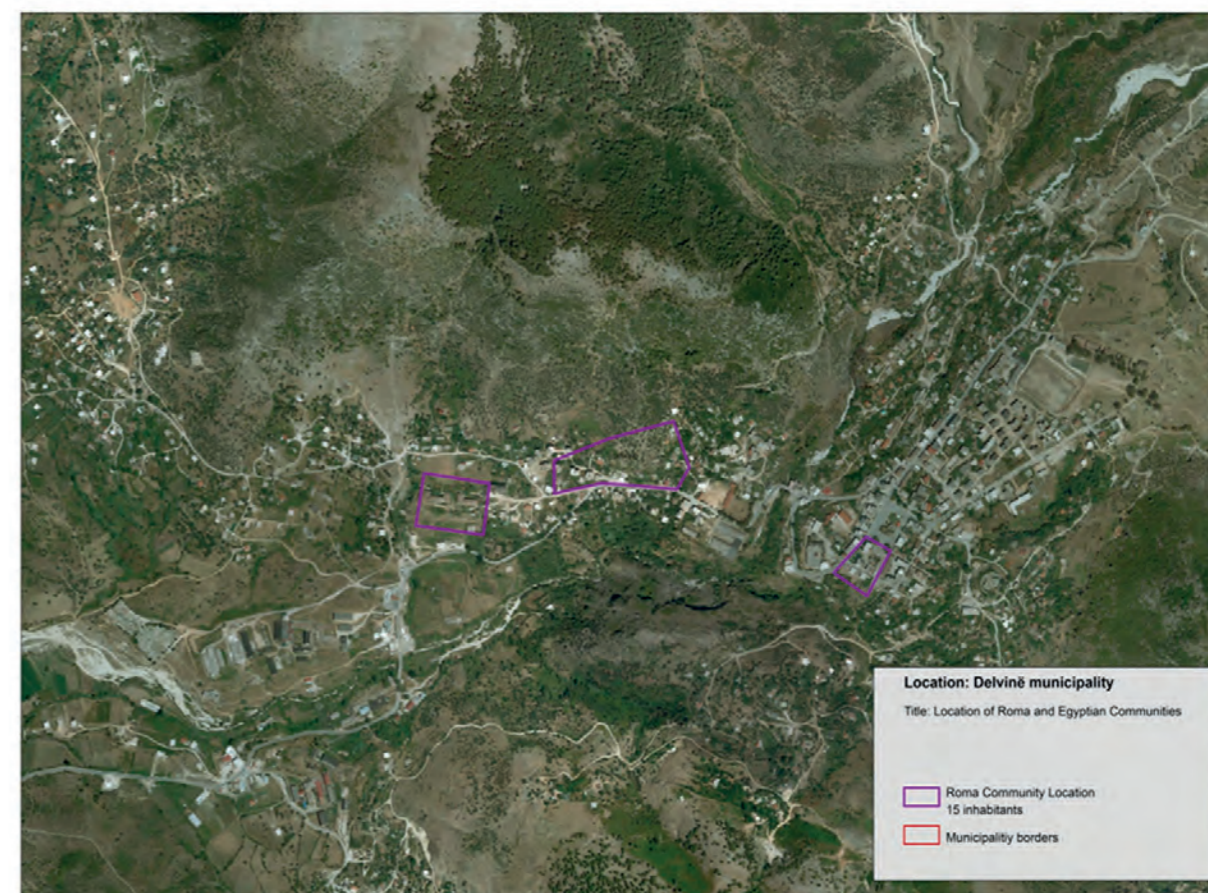 Location: Delvinë municipality
Title: Location of Roma and Egyptian Communities
Roma Community Location
15 inhabitants
Municipalitiy borders